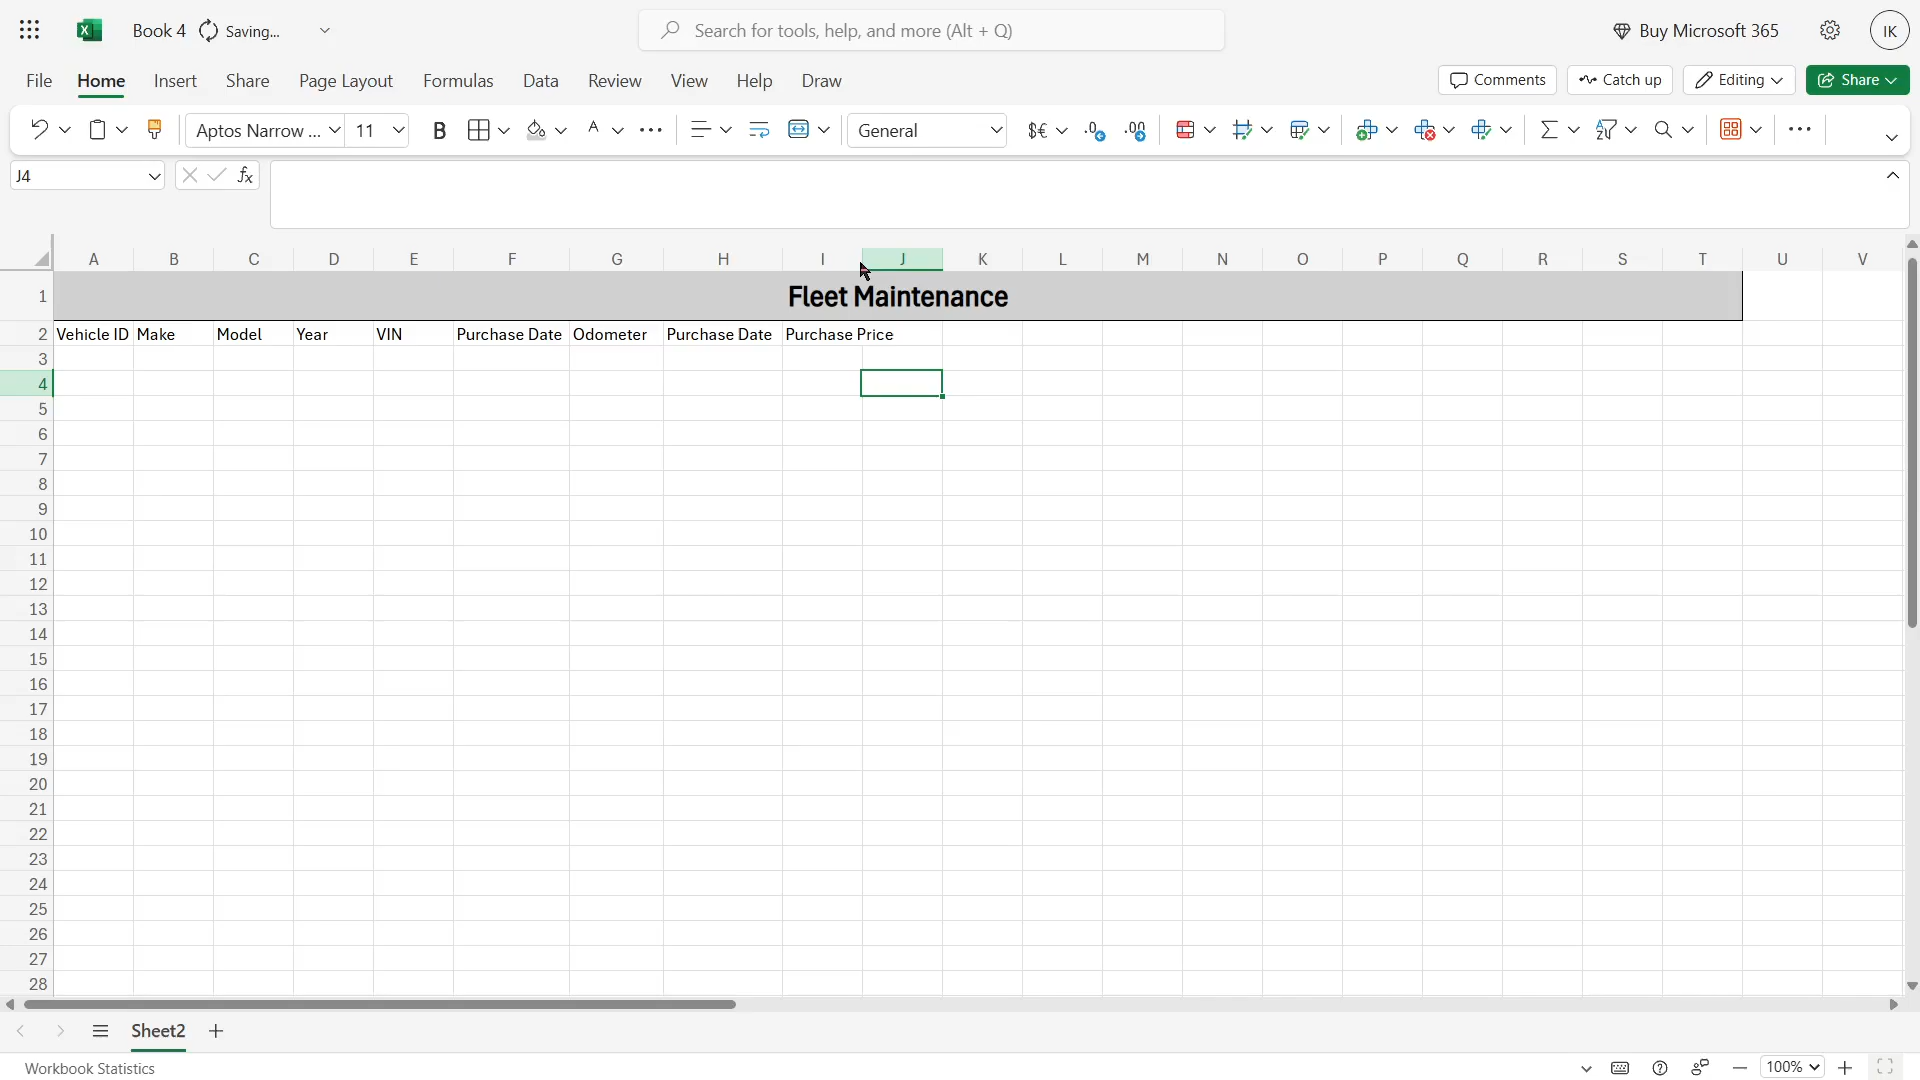 Book 4 Saving...
Search for tools, help, and more (Alt + Q)
Buy Microsoft 365
IK
File Home Insert Share Page Layout Formulas Data Review View Help Draw
Comments Catch up Editing Share
Aptos Narrow ... 11 B A General $€ .0 .00
J4 fx
A B C D E F G H I J K L M N O P Q R S T U V
1 Fleet Maintenance
2 Vehicle ID Make Model Year VIN Purchase Date Odometer Purchase Date Purchase Price
3
4
5
6
7
8
9
10
11
12
13
14
15
16
17
18
19
20
21
22
23
24
25
26
27
28
Sheet2
Workbook Statistics
100%